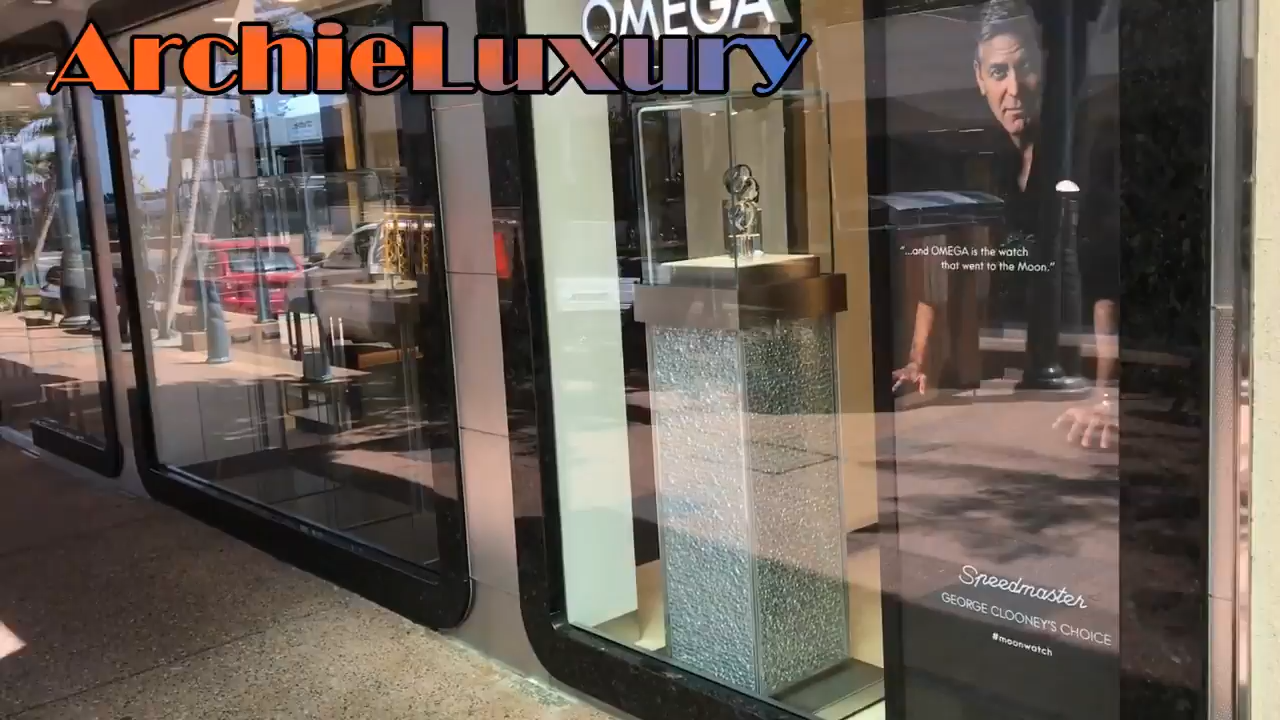 OMEGA
ArchieLuxury
"...and OMEGA is the watch
that went to the Moon."
Speedmaster
GEORGE CLOONEY'S CHOICE
#moonwatch